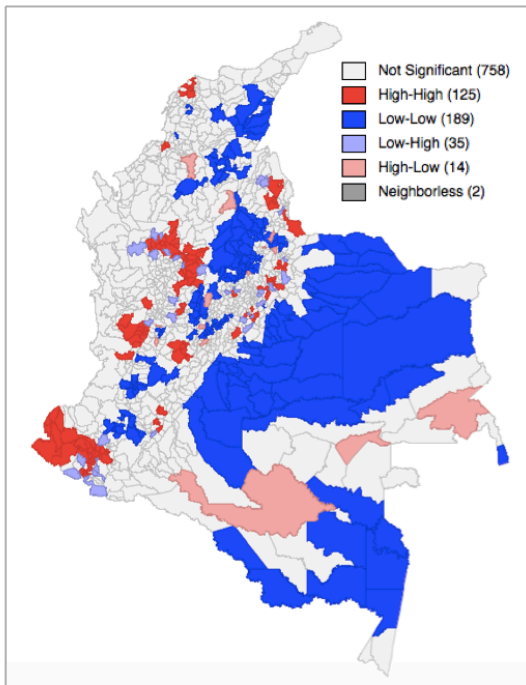 Not Significant (758)
High-High (125)
Low-Low (189)
Low-High (35)
High-Low (14)
Neighborless (2)